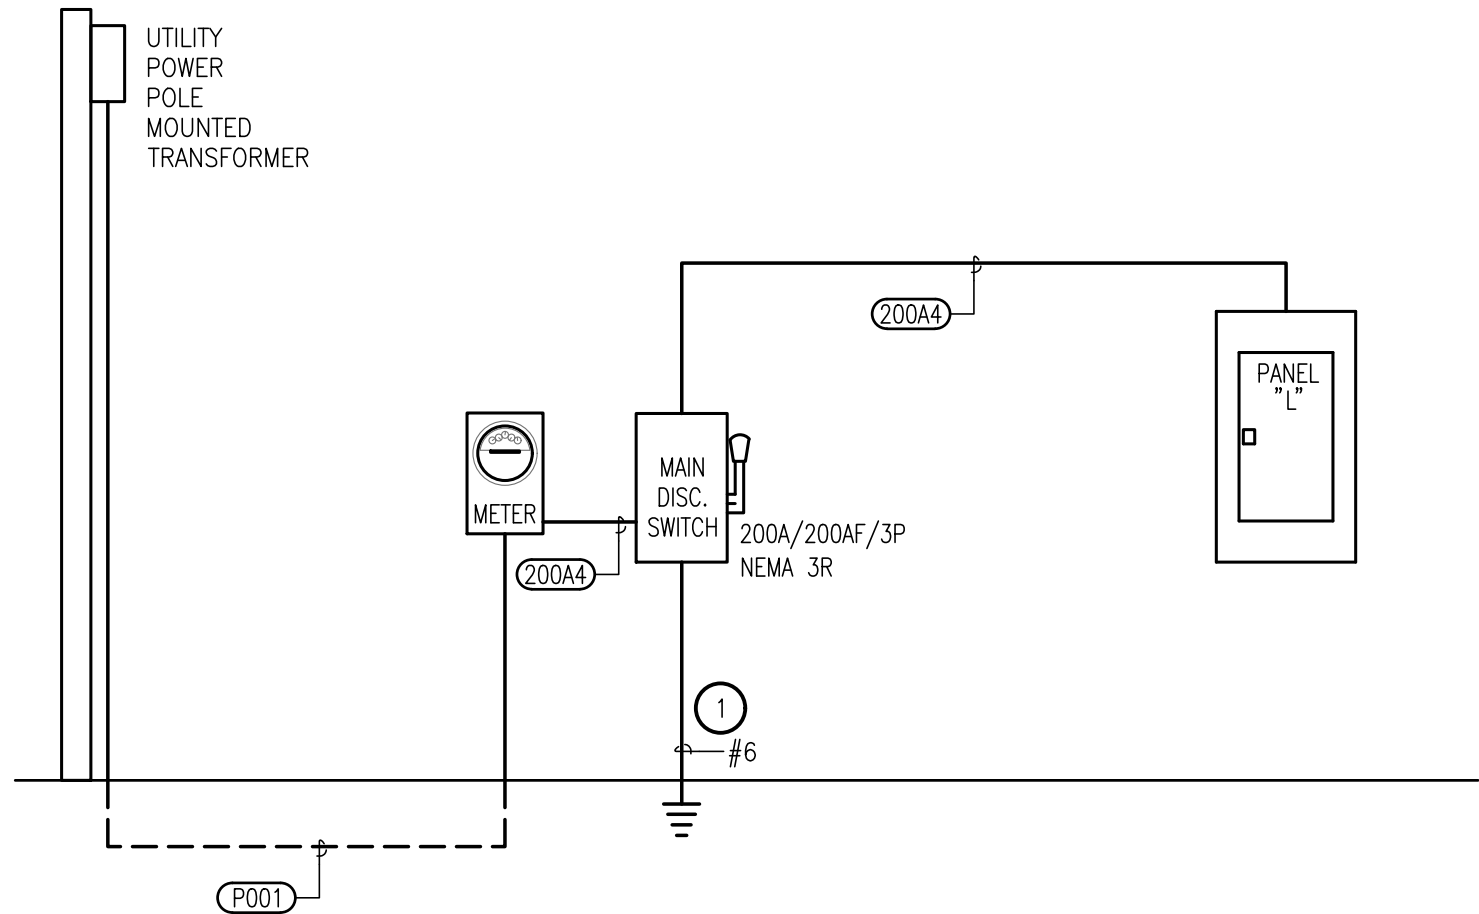 UTILITY
POWER
POLE
MOUNTED
TRANSFORMER
200A4
PANEL
"L"
METER
MAIN
DISC.
SWITCH
200A/200AF/3P
NEMA 3R
200A4
1
#6
P001